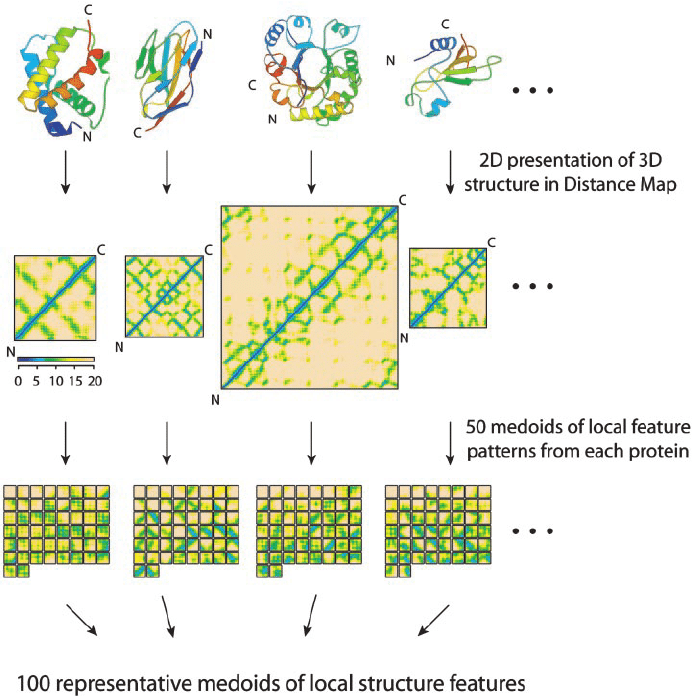 C
N
N
C
C
N
C
N
2D presentation of 3D
structure in Distance Map
C
N
0 5 10 15 20
C
N
C
N
C
N
50 medoids of local feature
patterns from each protein
100 representative medoids of local structure features